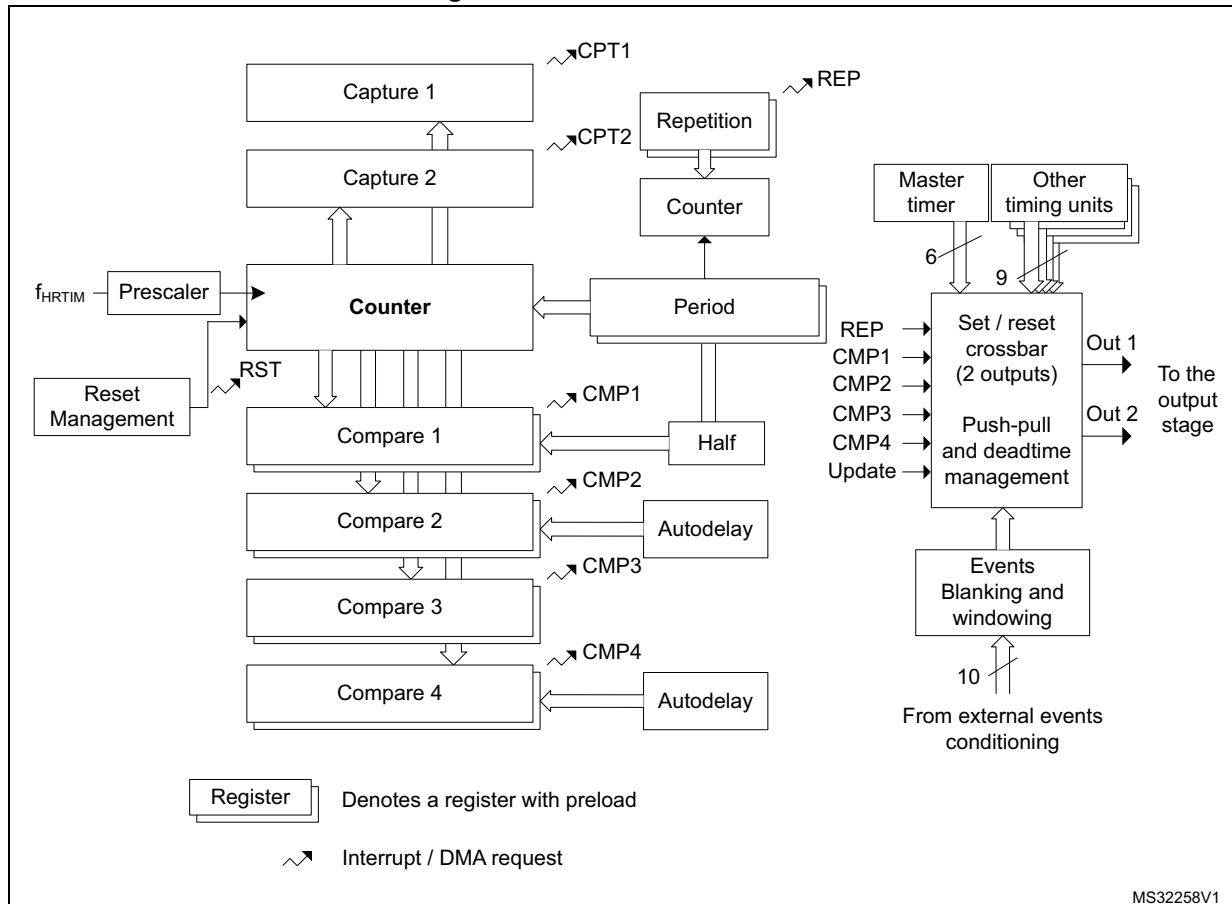 CPT1
Capture 1
REP
Repetition
CPT2
Capture 2
Master
timer
Other
timing units
Counter
6
9
fHRTIM
Prescaler
Counter
Period
REP
CMP1
CMP2
CMP3
CMP4
Update
Set / reset
crossbar
(2 outputs)
Push-pull
and deadtime
management
Out 1
Out 2
To the
output
stage
RST
Reset
Management
CMP1
Compare 1
Half
CMP2
Compare 2
Autodelay
CMP3
Compare 3
CMP4
Compare 4
Autodelay
Events
Blanking and
windowing
10
From external events
conditioning
Register
Denotes a register with preload
Interrupt / DMA request
MS32258V1